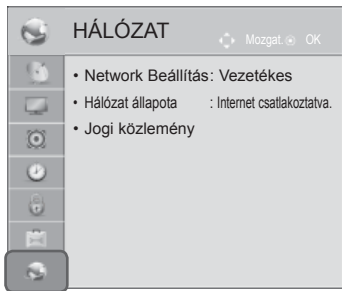 HÁLÓZAT
Mozgat. OK
• Network Beállítás: Vezetékes
• Hálózat állapota : Internet csatlakoztatva.
• Jogi közlemény